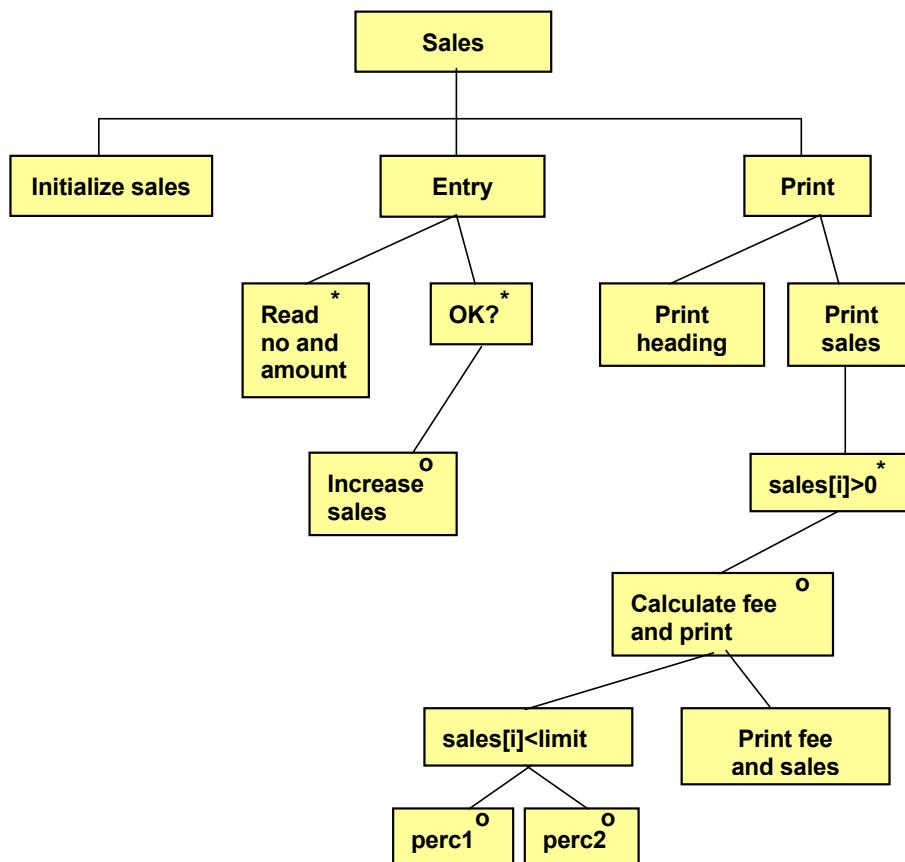 Sales
Initialize sales
Entry
Print
Read *
no and
amount
OK? *
Print
heading
Print
sales
Increase o
sales
sales[i]>0 *
Calculate fee o
and print
sales[i]<limit
Print fee
and sales
perc1 o
perc2 o